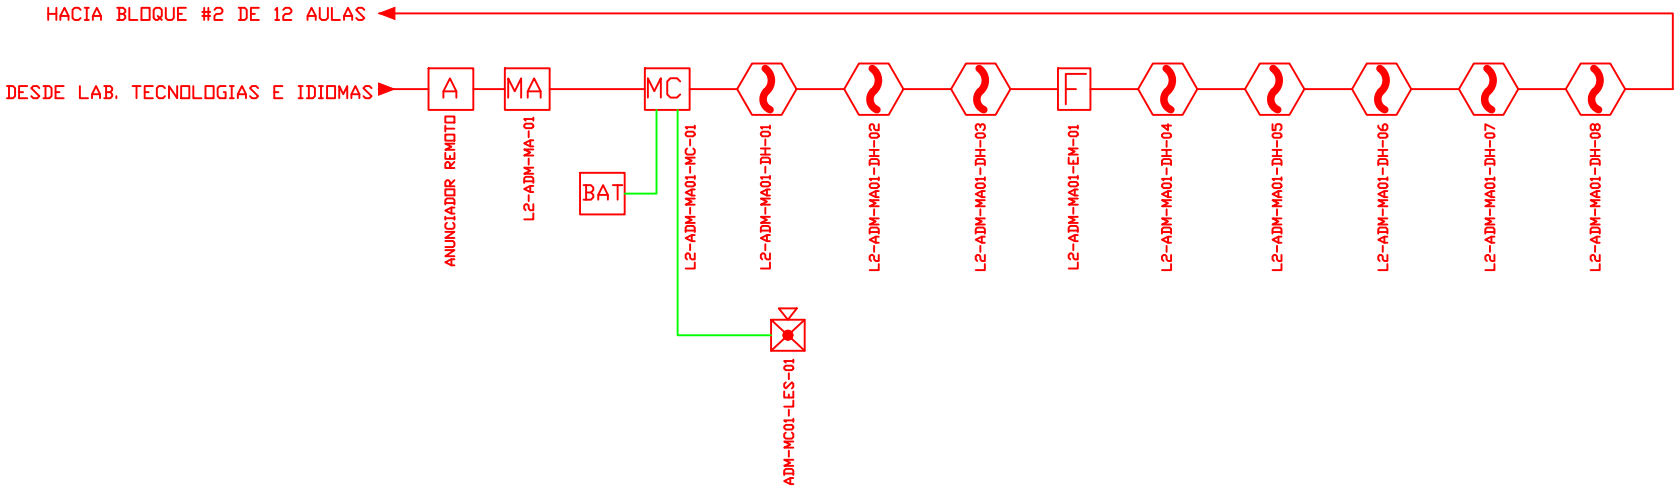 HACIA BLOQUE #2 DE 12 AULAS
DESDE LAB. TECNOLOGIAS E IDIOMAS
A
MA
MC
F
BAT
ANUNCIADOR REMOTO
L2-ADM-MA-01
L2-ADM-MA01-MC-01
L2-ADM-MA01-DH-01
L2-ADM-MA01-DH-02
L2-ADM-MA01-DH-03
L2-ADM-MA01-EM-01
L2-ADM-MA01-DH-04
L2-ADM-MA01-DH-05
L2-ADM-MA01-DH-06
L2-ADM-MA01-DH-07
L2-ADM-MA01-DH-08
ADM-MC01-LES-01